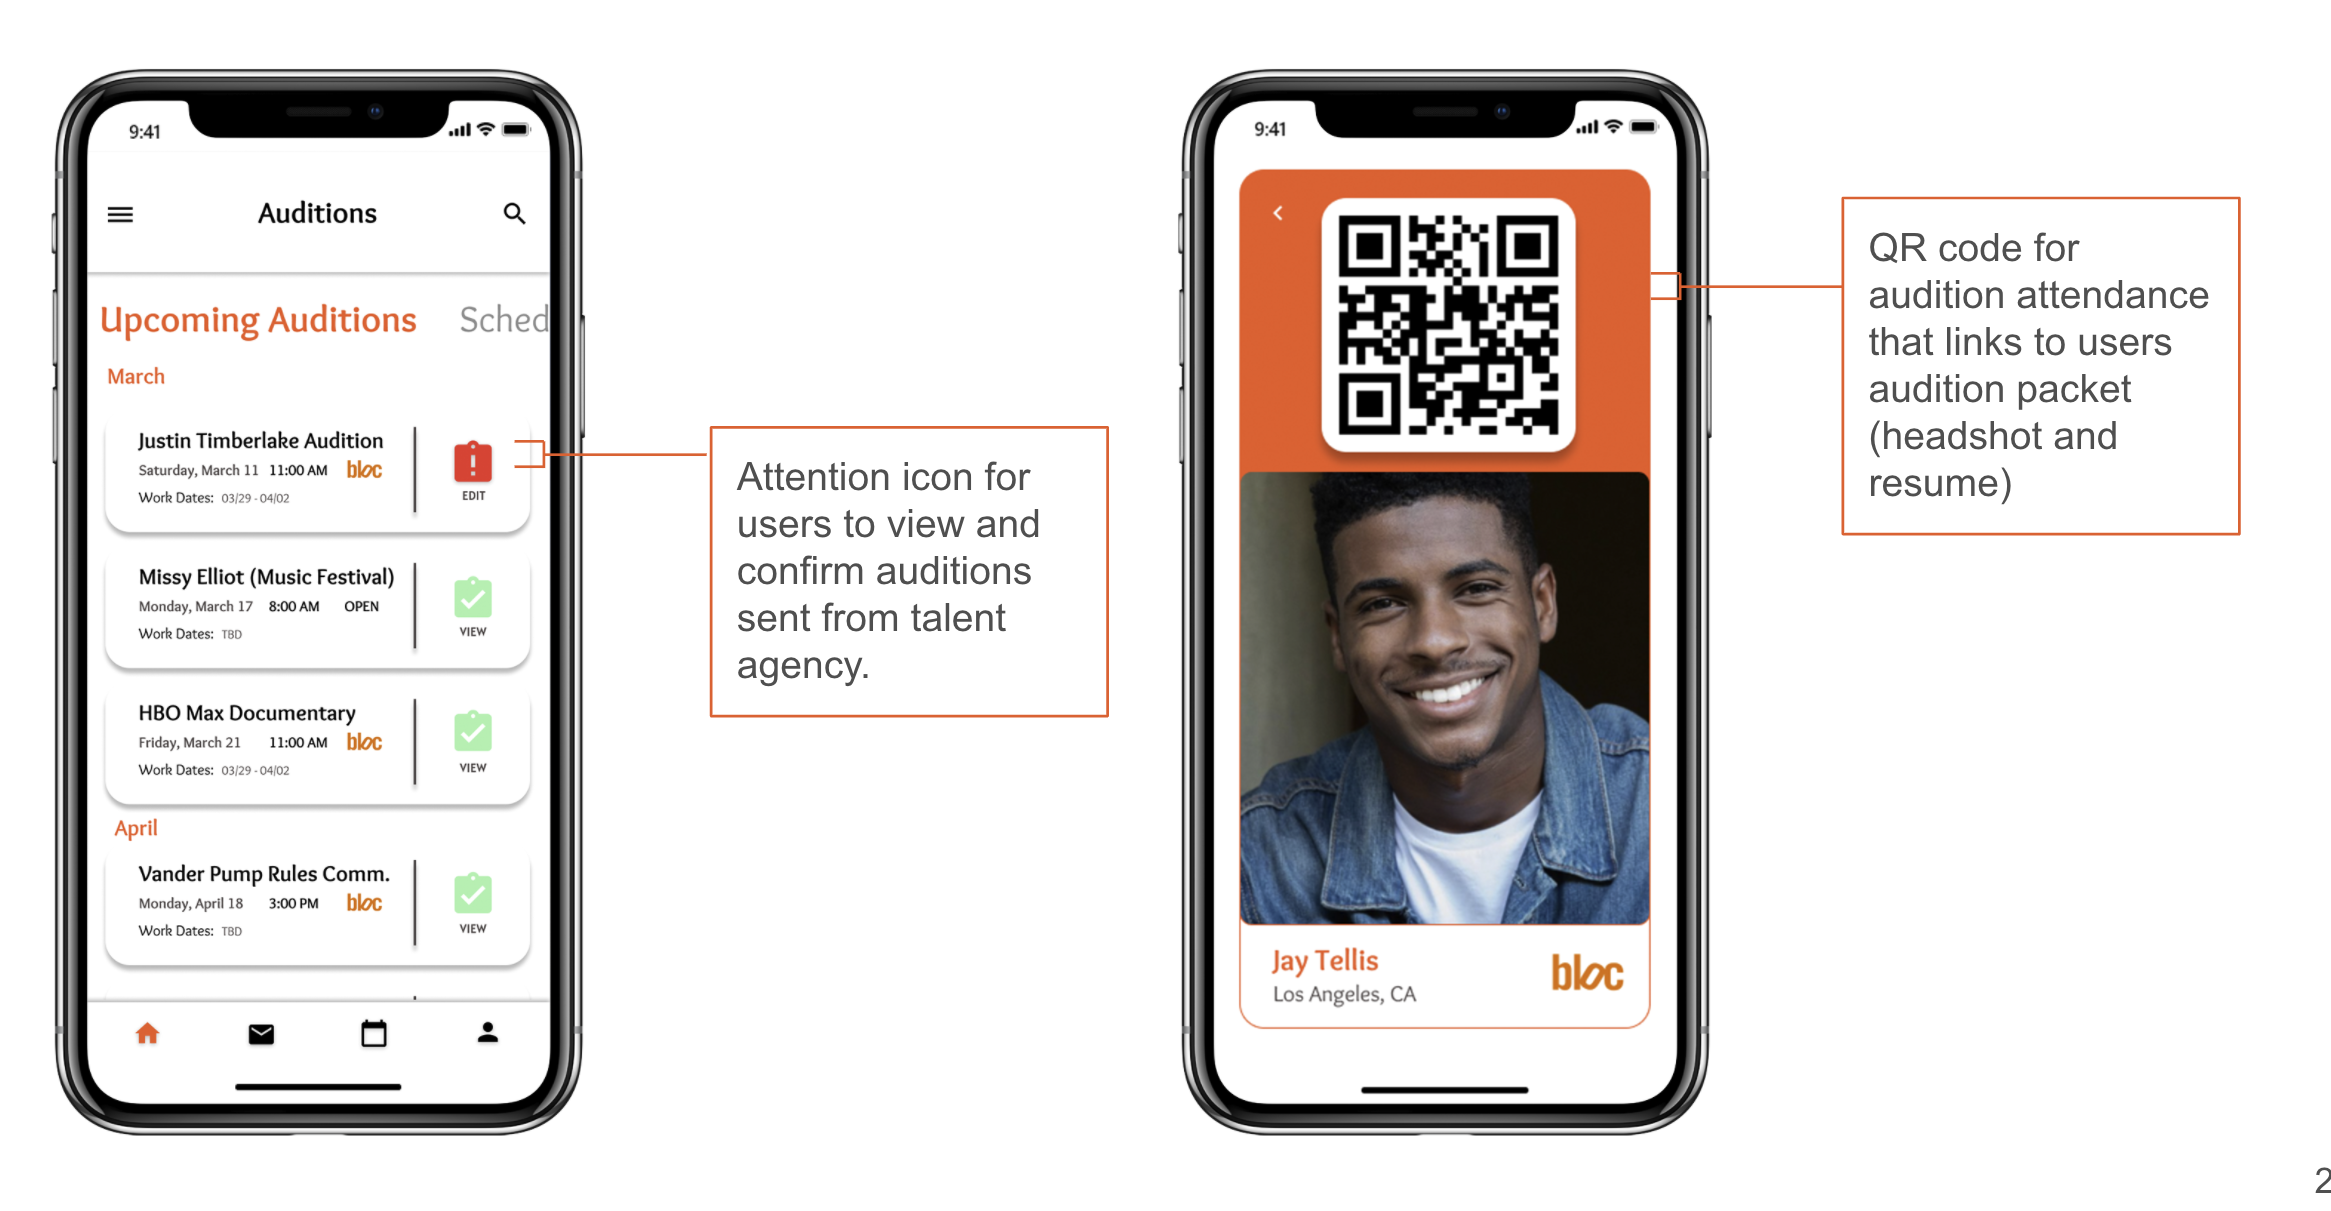 9:41
Auditions
Upcoming Auditions Sched
March
Justin Timberlake Audition
Saturday, March 11 11:00 AM bloc
Work Dates: 03/29 - 04/02
EDIT
Missy Elliot (Music Festival)
Monday, March 17 8:00 AM OPEN
Work Dates: TBD
VIEW
HBO Max Documentary
Friday, March 21 11:00 AM bloc
Work Dates: 03/29 - 04/02
VIEW
April
Vander Pump Rules Comm.
Monday, April 18 3:00 PM bloc
Work Dates: TBD
VIEW
Attention icon for
users to view and
confirm auditions
sent from talent
agency.
9:41
Jay Tellis
Los Angeles, CA
bloc
QR code for
audition attendance
that links to users
audition packet
(headshot and
resume)
2